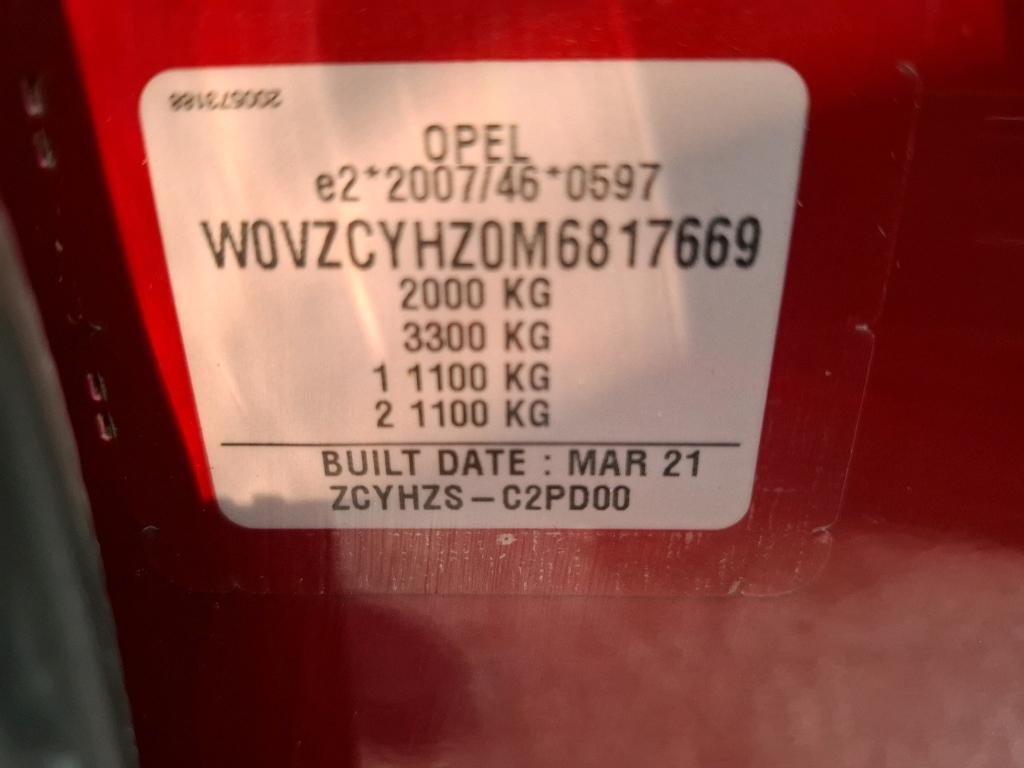 200573188
OPEL
e2*2007/46*0597
W0VZCYHZ0M6817669
2000 KG
3300 KG
1 1100 KG
2 1100 KG
BUILT DATE : MAR 21
ZCYHZS-C2PD00